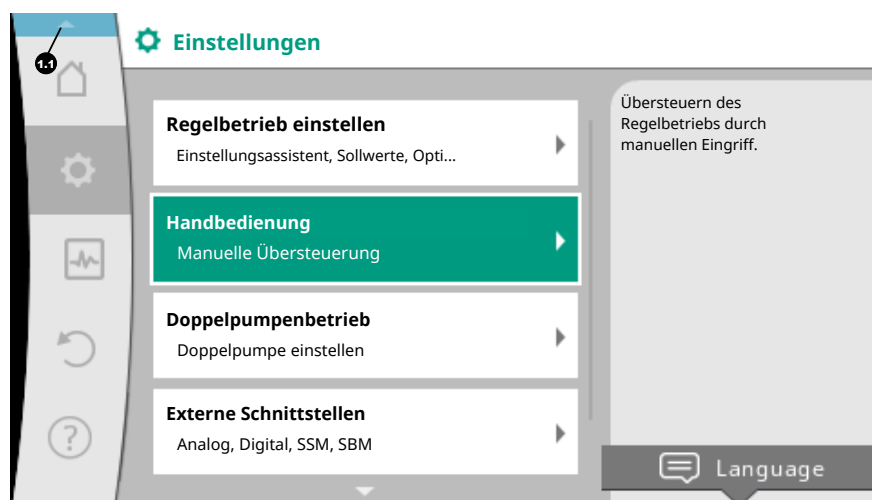 Einstellungen
1.1
Regelbetrieb einstellen
Einstellungsassistent, Sollwerte, Opti...
Handbedienung
Manuelle Übersteuerung
Doppelpumpenbetrieb
Doppelpumpe einstellen
Externe Schnittstellen
Analog, Digital, SSM, SBM
Übersteuern des
Regelbetriebs durch
manuellen Eingriff.
?
Language